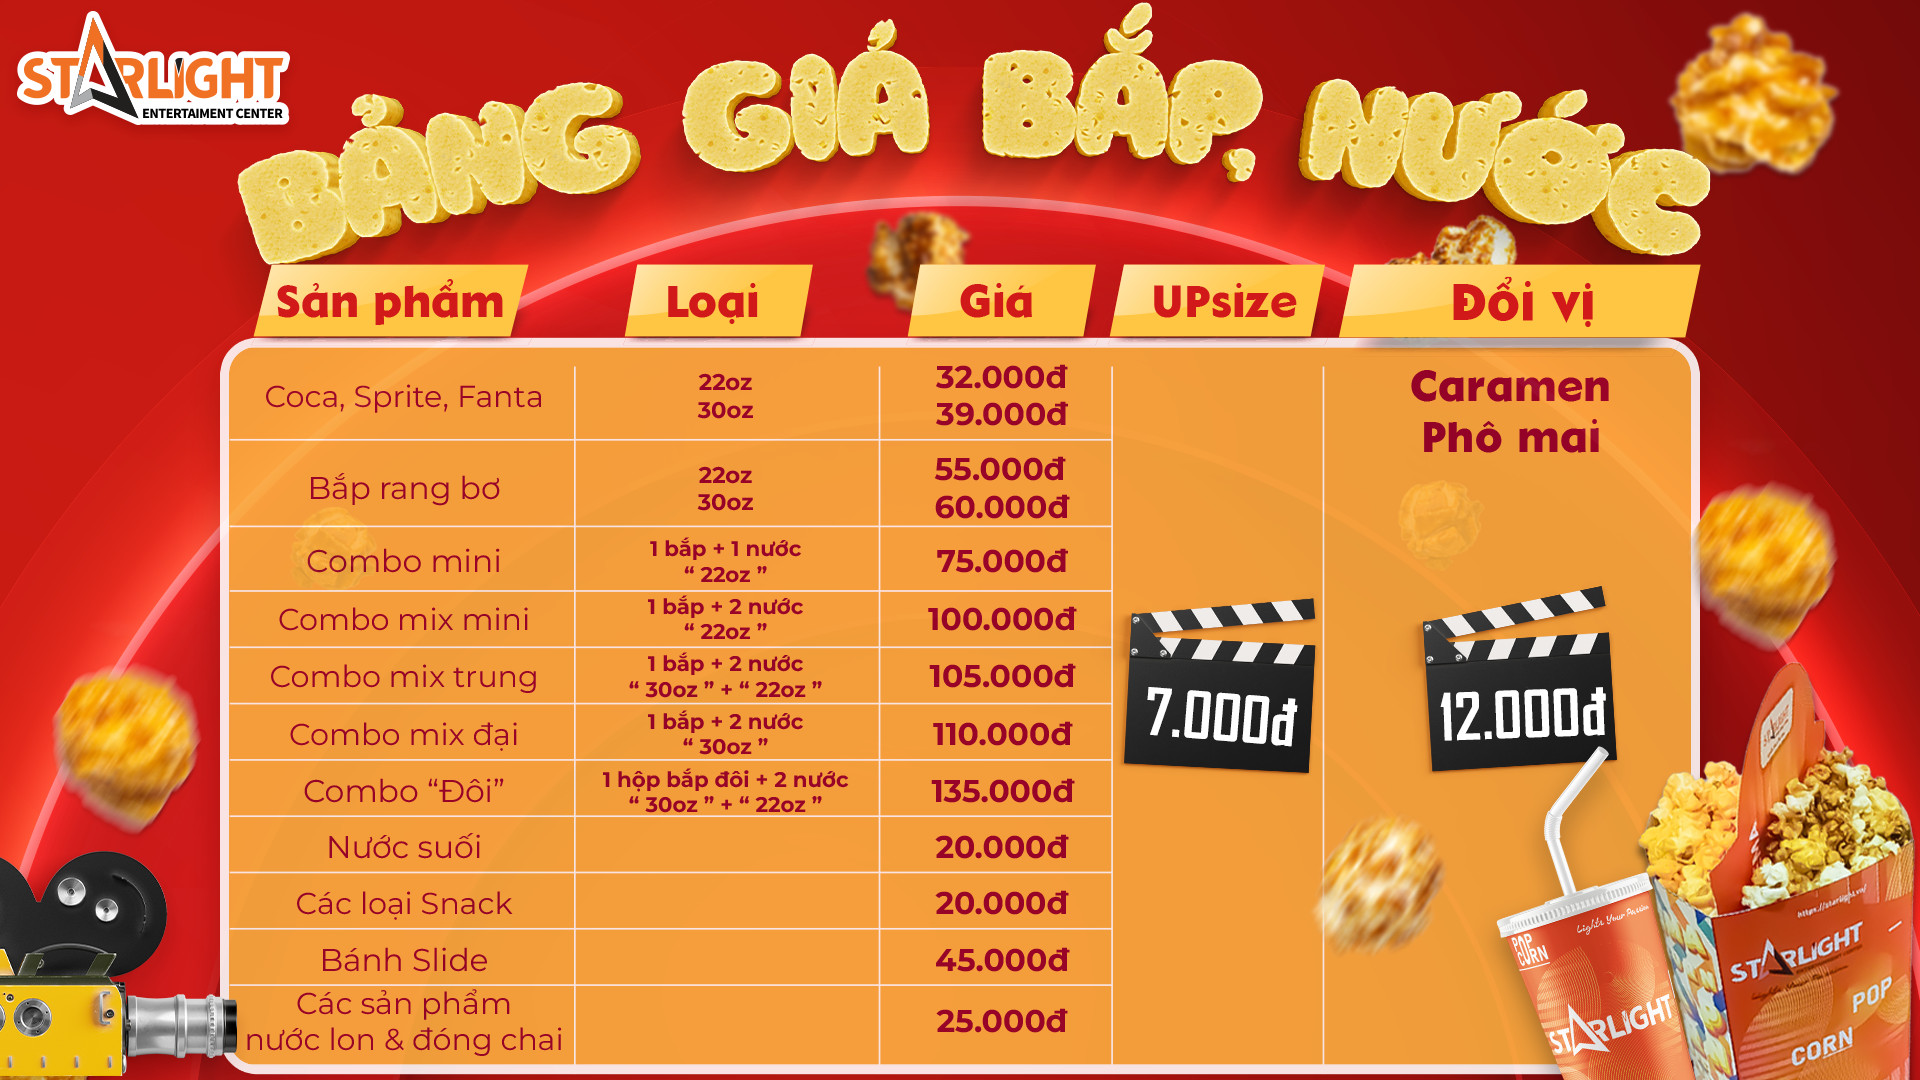 STARLIGHT
ENTERTAIMENT CENTER
BẢNG GIÁ BẮP, NƯỚC
Sản phẩm Loại Giá UPsize Đổi vị
Coca, Sprite, Fanta
22oz
30oz
32.000đ
39.000đ
Caramen
Phô mai
Bắp rang bơ
22oz
30oz
55.000đ
60.000đ
Combo mini
1 bắp + 1 nước
“ 22oz ”
75.000đ
Combo mix mini
1 bắp + 2 nước
“ 22oz ”
100.000đ
Combo mix trung
1 bắp + 2 nước
“ 30oz ” + “ 22oz ”
105.000đ
Combo mix đại
1 bắp + 2 nước
“ 30oz ”
110.000đ
7.000đ
12.000đ
Combo “Đôi”
1 hộp bắp đôi + 2 nước
“ 30oz ” + “ 22oz ”
135.000đ
Nước suối
20.000đ
Các loại Snack
20.000đ
Bánh Slide
45.000đ
Các sản phẩm
nước lon & đóng chai
25.000đ
POP
CORN
Lights Your Passion
STARLIGHT
https://starlight.vn/
STARLIGHT
POP
CORN